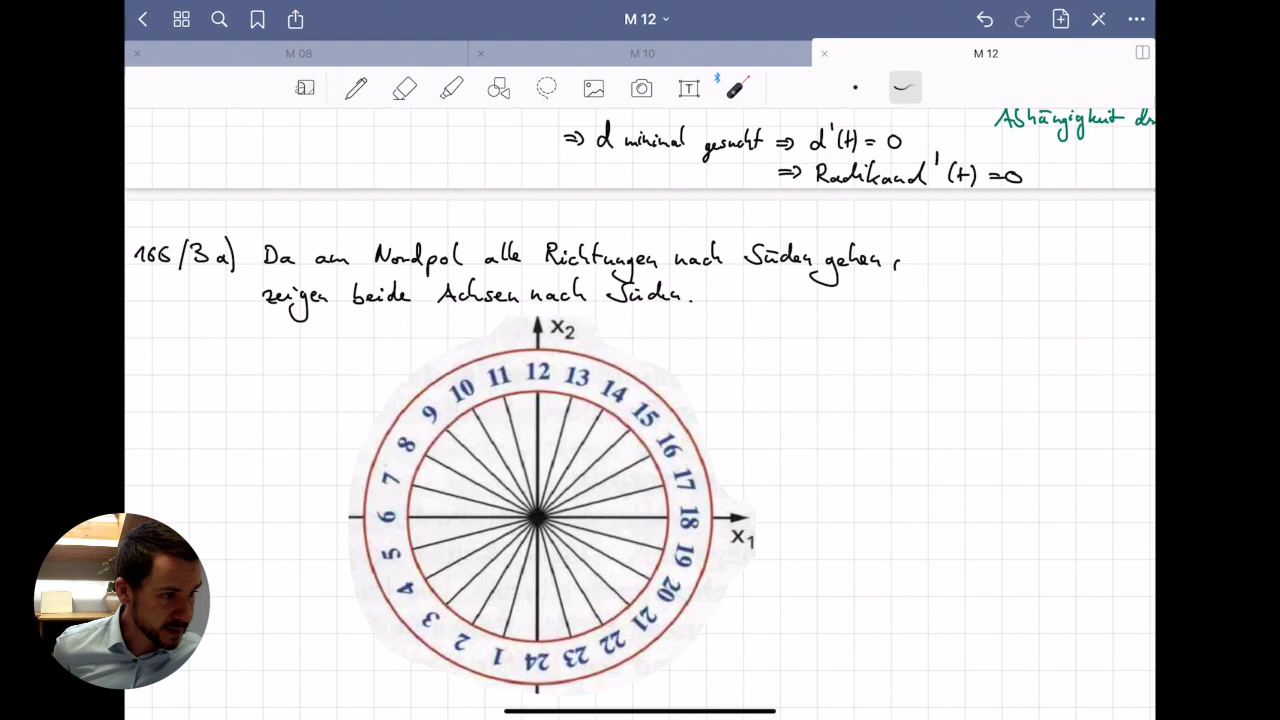 M 12
M 08
M 10
M 12
T
Abhängigkeit
⇒ d minimal gesucht ⇒ d'(t) = 0
⇒ Radikand'(t) = 0
166/3a) Da am Nordpol alle Richtungen nach Süden gehen,
zeigen beide Achsen nach Süden.
x₂
12
11 13
10 14
9 15
8 16
7 17
6 18
x₁
5 19
4 20
3 21
2 22
1 23
24